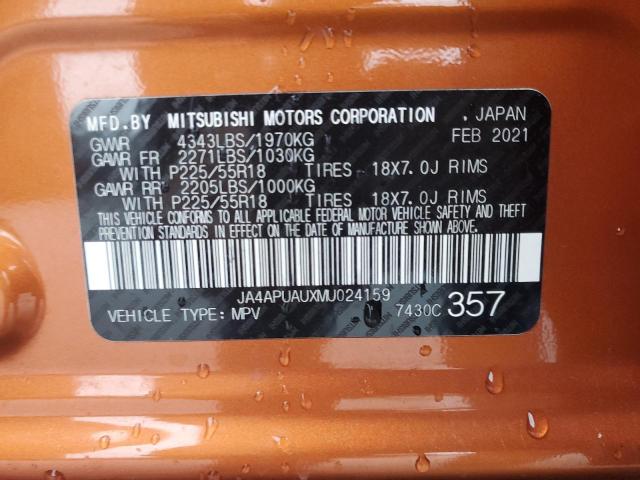 MFD.BY MITSUBISHI MOTORS CORPORATION , JAPAN
GVWR 4343LBS/1970KG FEB 2021
GAWR FR 2271LBS/1030KG
WITH P225/55R18 TIRES 18X7.0J RIMS
GAWR RR 2205LBS/1000KG
WITH P225/55R18 TIRES 18X7.0J RIMS
THIS VEHICLE CONFORMS TO ALL APPLICABLE FEDERAL MOTOR VEHICLE SAFETY AND THEFT
PREVENTION STANDARDS IN EFFECT ON THE DATE OF MANUFACTURE SHOWN ABOVE.
JA4APUAUXMU024159
VEHICLE TYPE: MPV 7430C 357